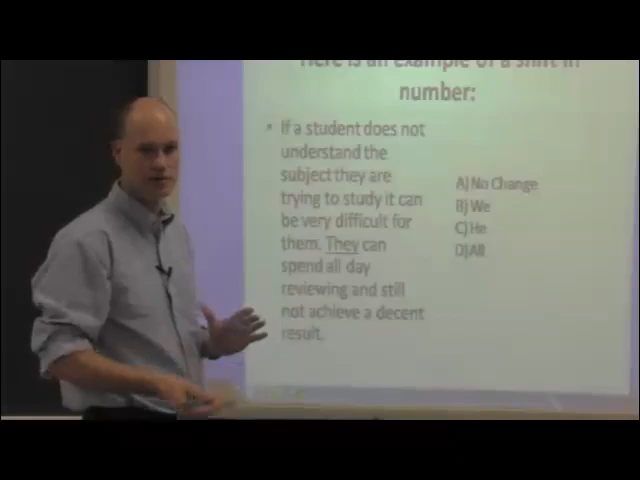 Here is an example of a shift in
number:
• If a student does not
understand the
subject they are
trying to study it can
be very difficult for
them. They can
spend all day
reviewing and still
not achieve a decent
result.
A) No Change
B) We
C) He
D) All